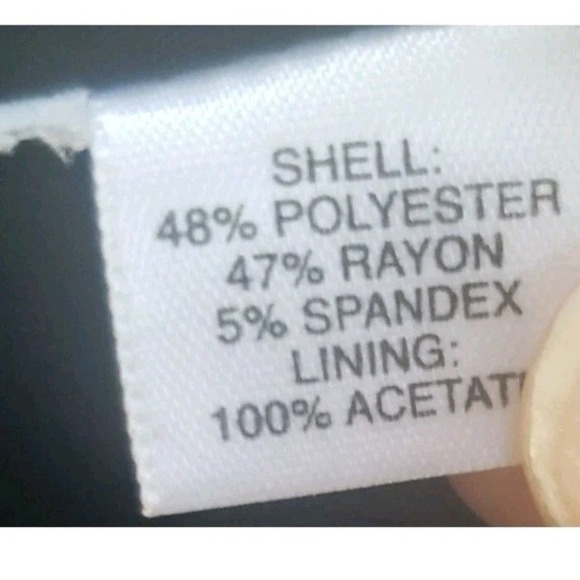 SHELL:
48% POLYESTER
47% RAYON
5% SPANDEX
LINING:
100% ACETAT